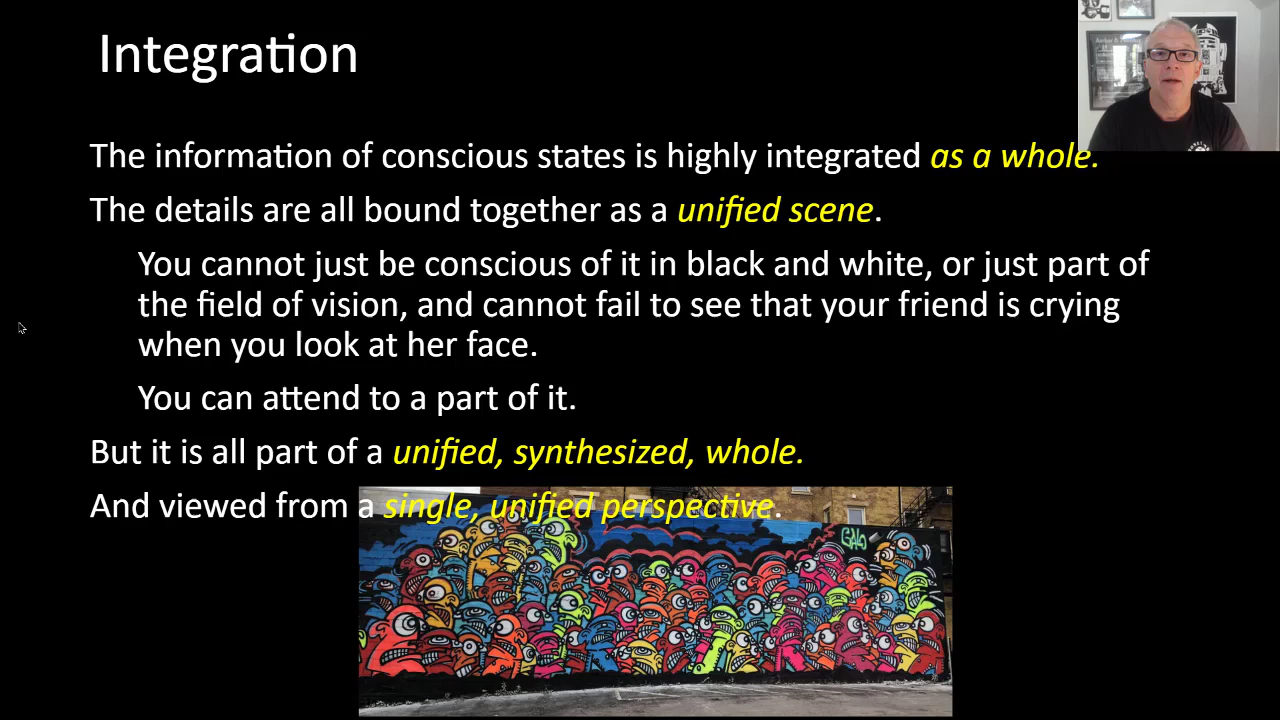 Integration
The information of conscious states is highly integrated as a whole.
The details are all bound together as a unified scene.
You cannot just be conscious of it in black and white, or just part of
the field of vision, and cannot fail to see that your friend is crying
when you look at her face.
You can attend to a part of it.
But it is all part of a unified, synthesized, whole.
And viewed from a single, unified perspective.